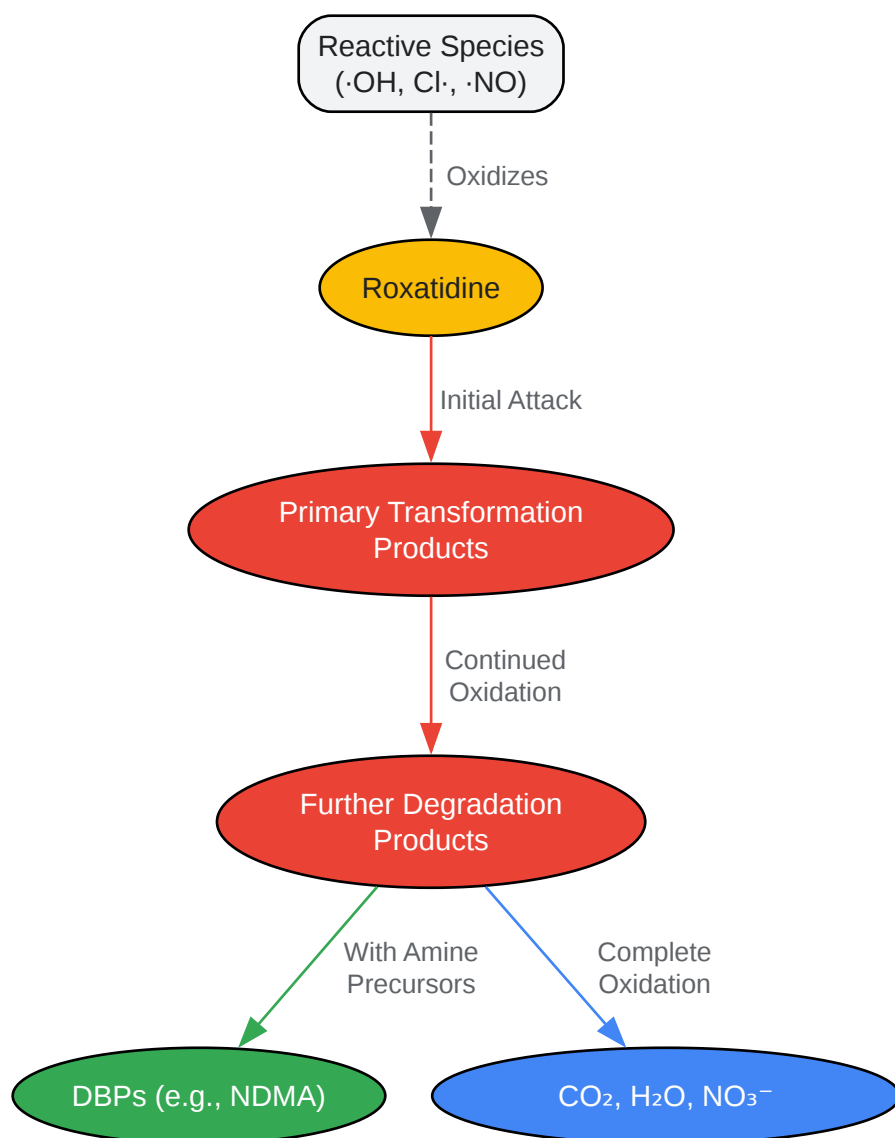 Reactive Species
(·OH, Cl·, ·NO)
Oxidizes
Roxatidine
Initial Attack
Primary Transformation
Products
Continued
Oxidation
Further Degradation
Products
With Amine
Precursors
Complete
Oxidation
DBPs (e.g., NDMA)
CO₂, H₂O, NO₃⁻